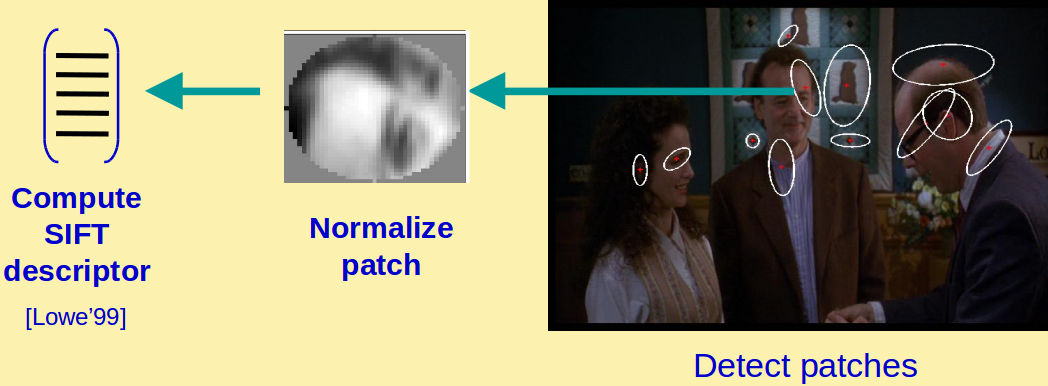 Compute
SIFT
descriptor
[Lowe’99]
Normalize
patch
Detect patches